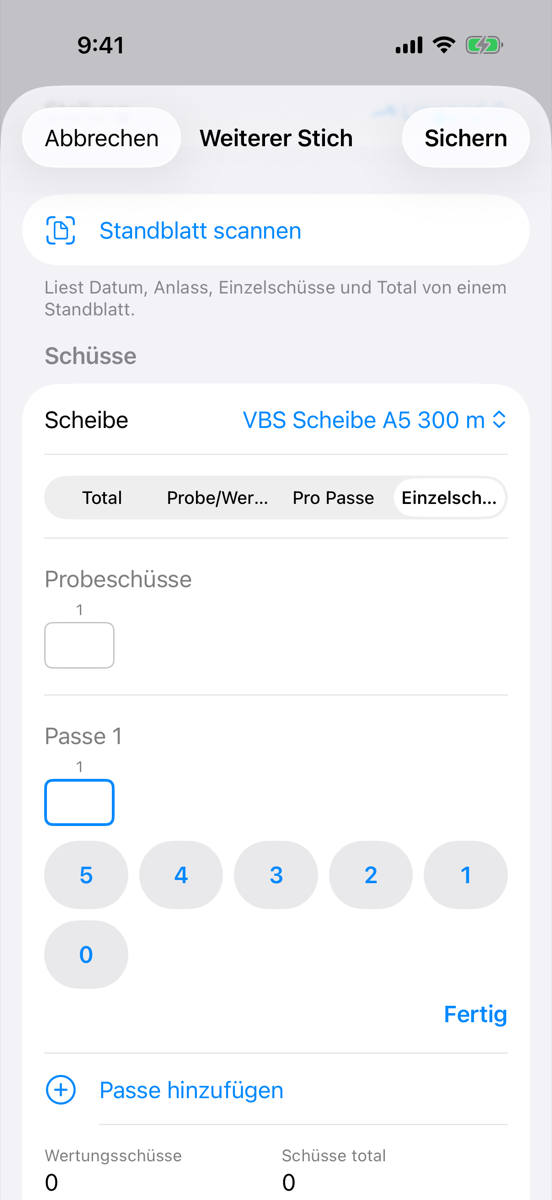 9:41
Abbrechen
Weiterer Stich
Sichern
Standblatt scannen
Liest Datum, Anlass, Einzelschüsse und Total von einem
Standblatt.
Schüsse
Scheibe
VBS Scheibe A5 300 m
Total
Probe/Wer...
Pro Passe
Einzelsch...
Probeschüsse
1
Passe 1
1
5
4
3
2
1
0
Fertig
Passe hinzufügen
Wertungsschüsse
Schüsse total
0
0